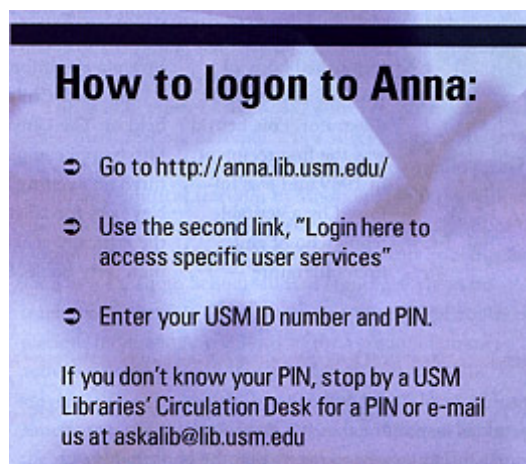 How to logon to Anna:
➲ Go to http://anna.lib.usm.edu/
➲ Use the second link, "Login here to
access specific user services"
➲ Enter your USM ID number and PIN.
If you don't know your PIN, stop by a USM
Libraries' Circulation Desk for a PIN or e-mail
us at askalib@lib.usm.edu